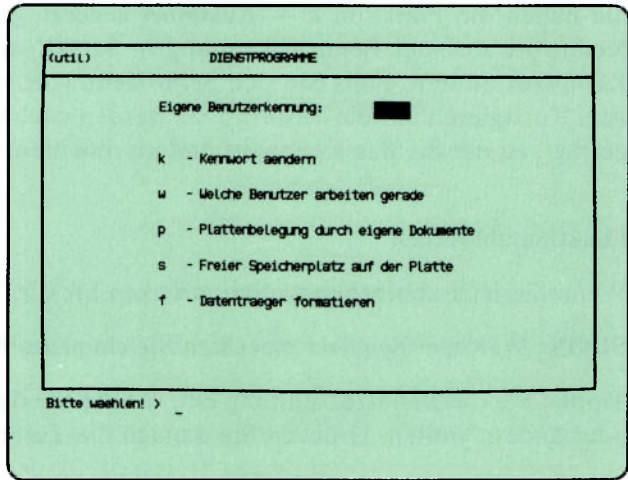 (util) DIENSTPROGRAMME
Eigene Benutzerkennung:
k - Kennwort aendern
w - Welche Benutzer arbeiten gerade
p - Plattenbelegung durch eigene Dokumente
s - Freier Speicherplatz auf der Platte
f - Datentraeger formatieren
Bitte waehlen! _